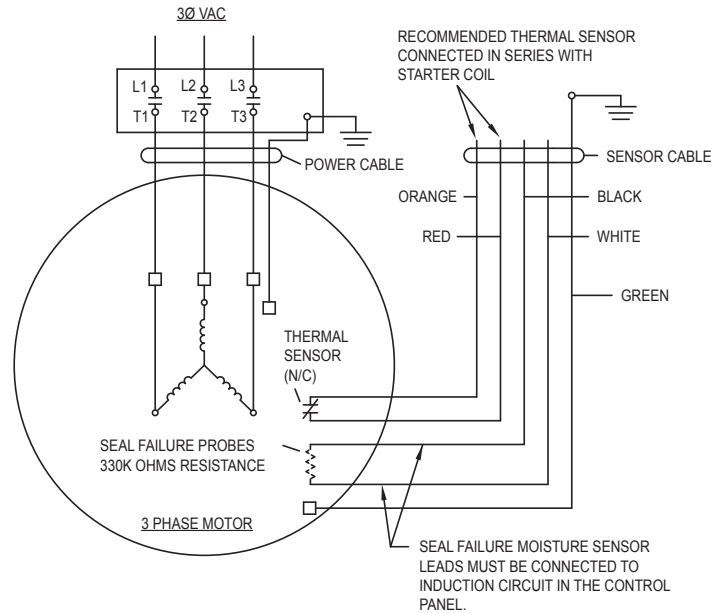 3Ø VAC
L1
L2
L3
T1
T2
T3
POWER CABLE
RECOMMENDED THERMAL SENSOR
CONNECTED IN SERIES WITH
STARTER COIL
SENSOR CABLE
ORANGE
BLACK
RED
WHITE
GREEN
THERMAL
SENSOR
(N/C)
SEAL FAILURE PROBES
330K OHMS RESISTANCE
3 PHASE MOTOR
SEAL FAILURE MOISTURE SENSOR
LEADS MUST BE CONNECTED TO
INDUCTION CIRCUIT IN THE CONTROL
PANEL.